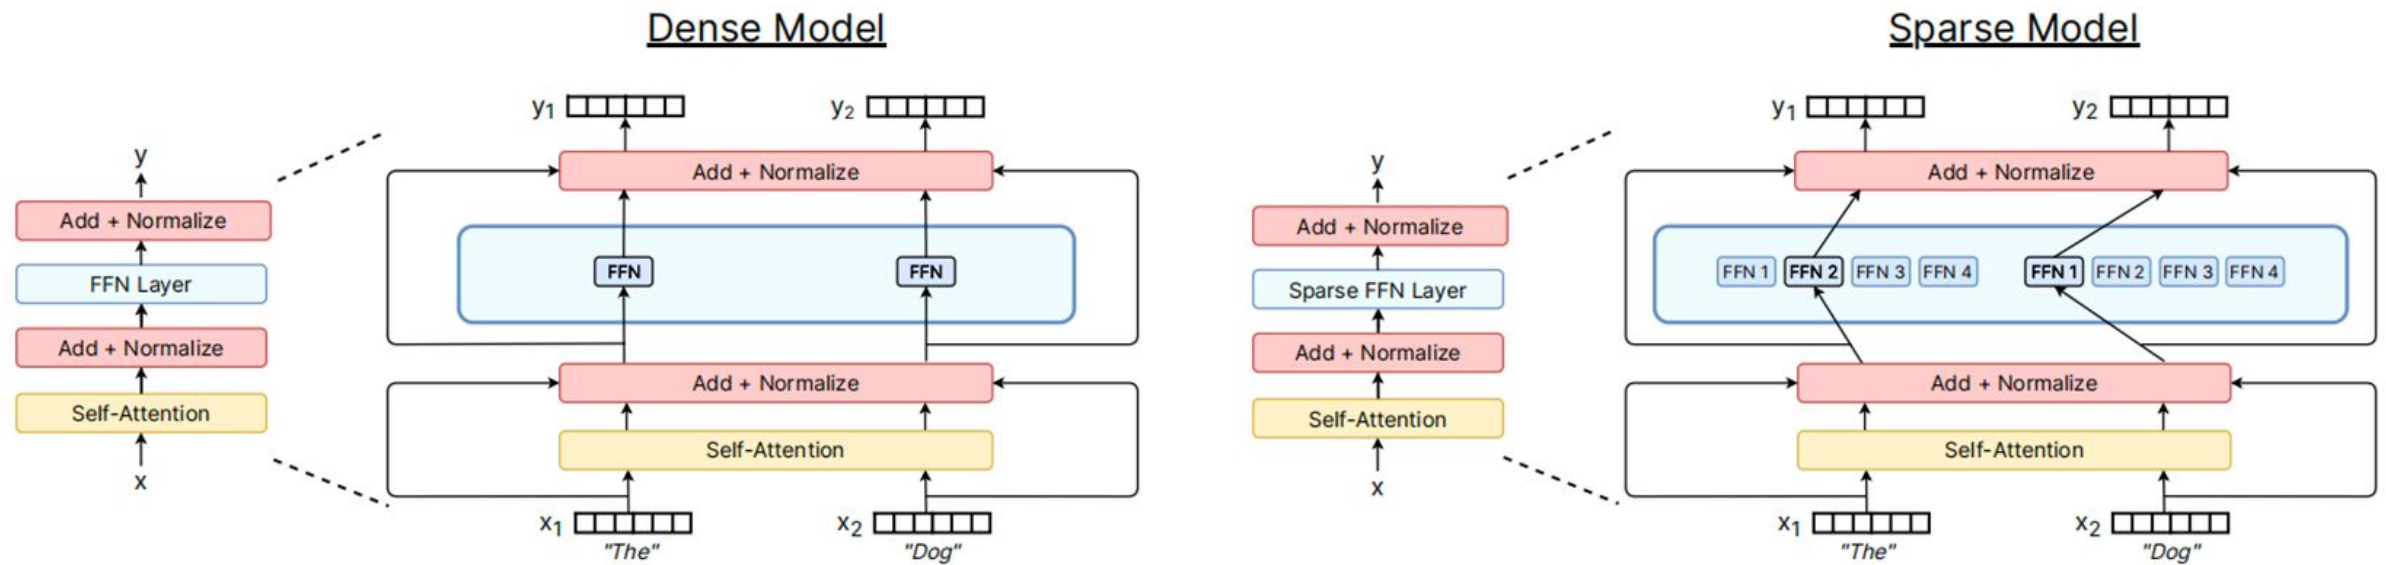 Dense Model
y
Add + Normalize
FFN Layer
Add + Normalize
Self-Attention
x
y1 y2
Add + Normalize
FFN FFN
Add + Normalize
Self-Attention
x1 x2
"The" "Dog"
Sparse Model
y
Add + Normalize
Sparse FFN Layer
Add + Normalize
Self-Attention
x
y1 y2
Add + Normalize
FFN 1 FFN 2 FFN 3 FFN 4 FFN 1 FFN 2 FFN 3 FFN 4
Add + Normalize
Self-Attention
x1 x2
"The" "Dog"